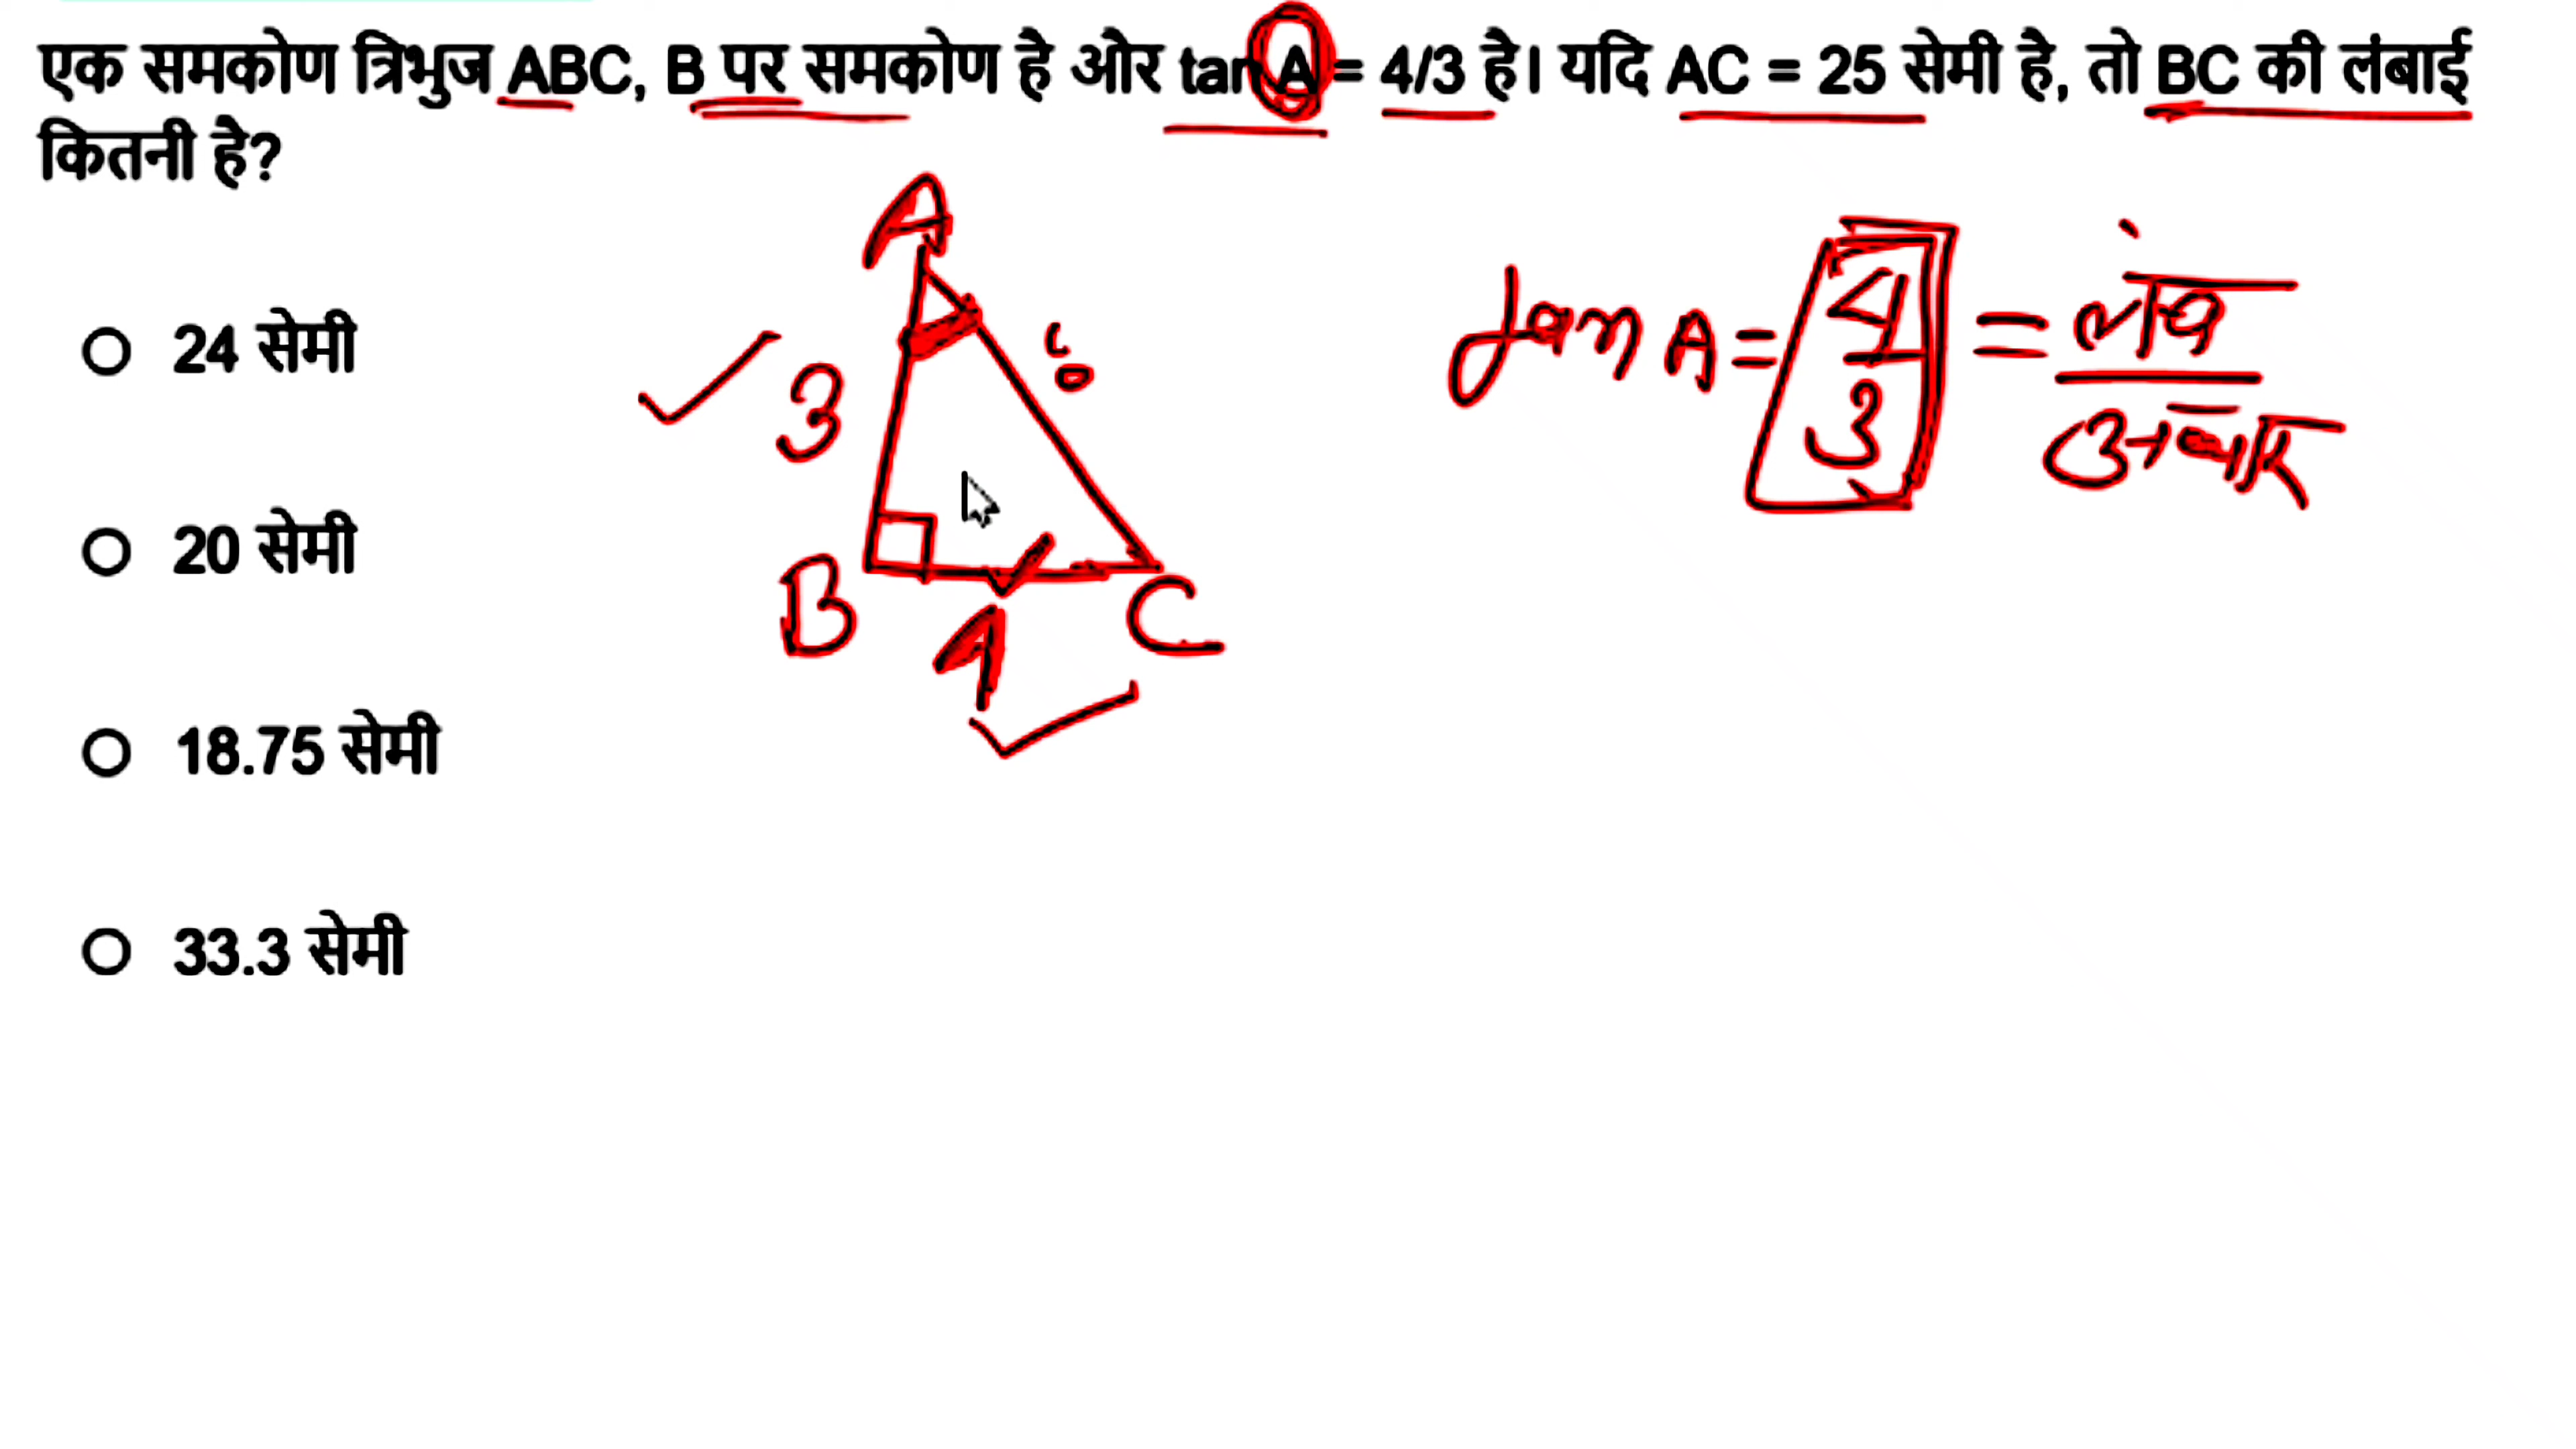 एक समकोण त्रिभुज ABC, B पर समकोण है और tan A = 4/3 है। यदि AC = 25 सेमी है, तो BC की लंबाई
कितनी है?
24 सेमी
20 सेमी
18.75 सेमी
33.3 सेमी
A
3
B
4
C
tan A = 4/3 = लंब/आधार